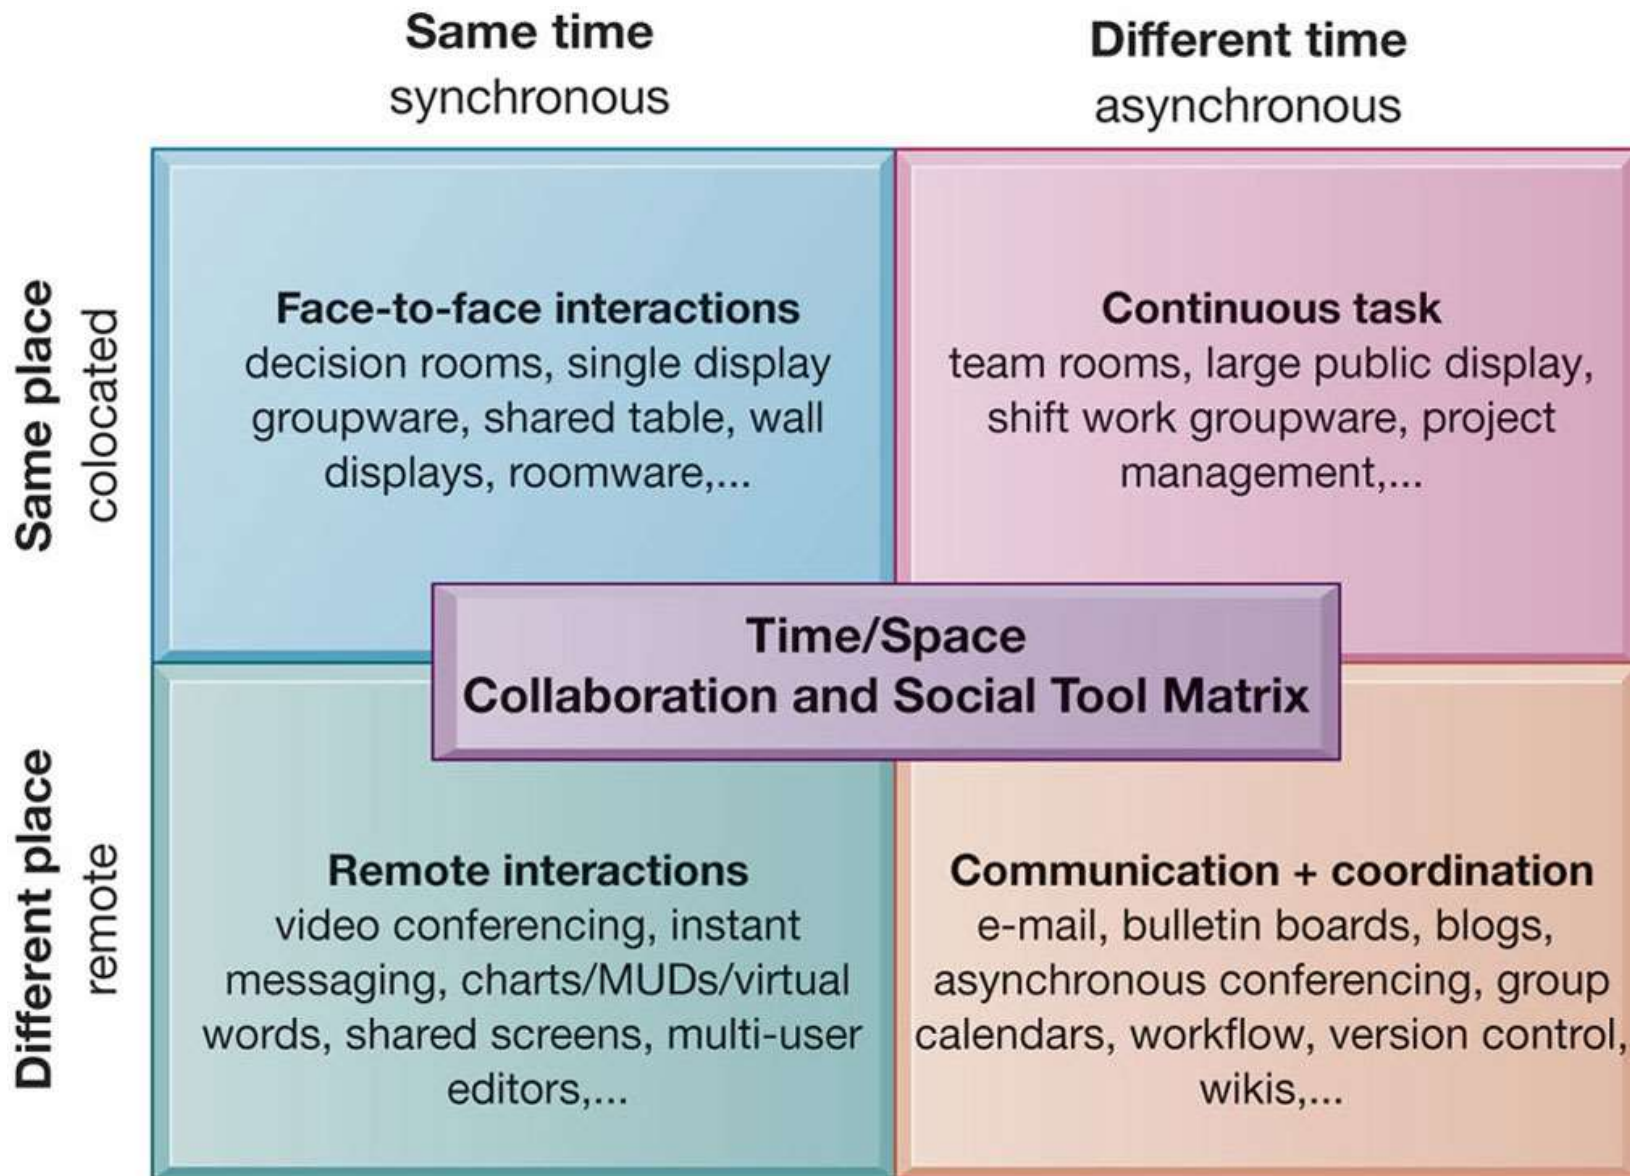 Same time
synchronous
Different time
asynchronous
Same place
colocated
Face-to-face interactions
decision rooms, single display
groupware, shared table, wall
displays, roomware,...
Continuous task
team rooms, large public display,
shift work groupware, project
management,...
Time/Space
Collaboration and Social Tool Matrix
Different place
remote
Remote interactions
video conferencing, instant
messaging, charts/MUDs/virtual
words, shared screens, multi-user
editors,...
Communication + coordination
e-mail, bulletin boards, blogs,
asynchronous conferencing, group
calendars, workflow, version control,
wikis,...